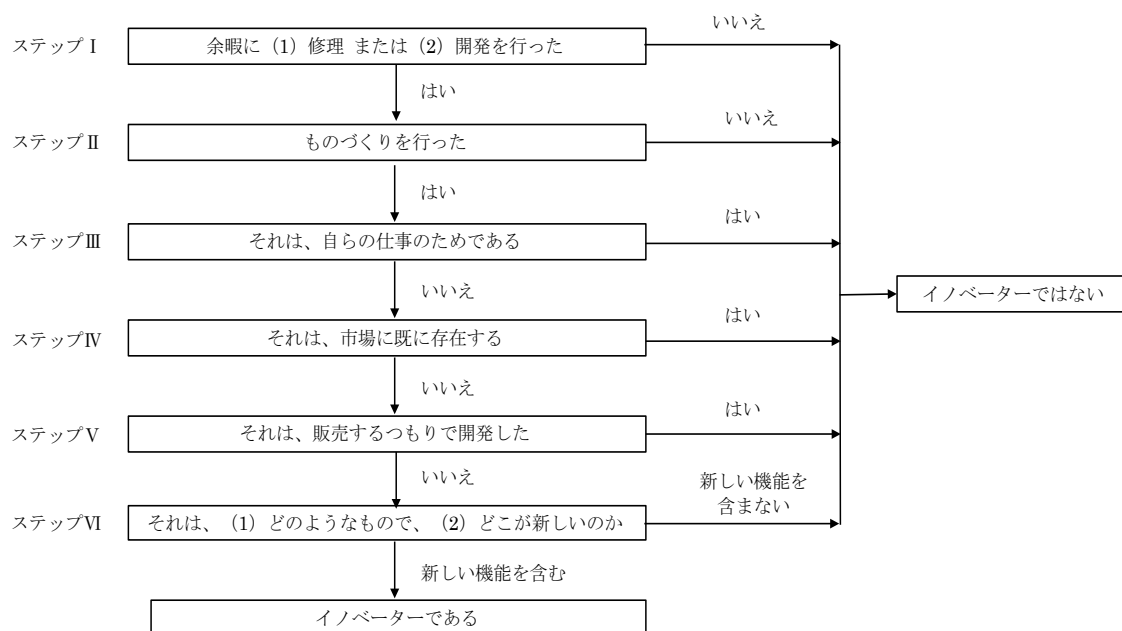 いいえ
ステップⅠ
余暇に（1）修理 または（2）開発を行った
はい
いいえ
ステップⅡ
ものづくりを行った
はい
はい
ステップⅢ
それは、自らの仕事のためである
いいえ
イノベーターではない
はい
ステップⅣ
それは、市場に既に存在する
いいえ
はい
ステップⅤ
それは、販売するつもりで開発した
いいえ
新しい機能を
含まない
ステップⅥ
それは、（1）どのようなもので、（2）どこが新しいのか
新しい機能を含む
イノベーターである